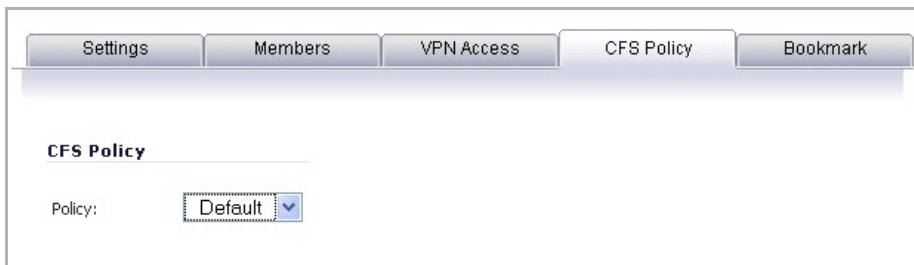 Settings Members VPN Access CFS Policy Bookmark
CFS Policy
Policy: Default